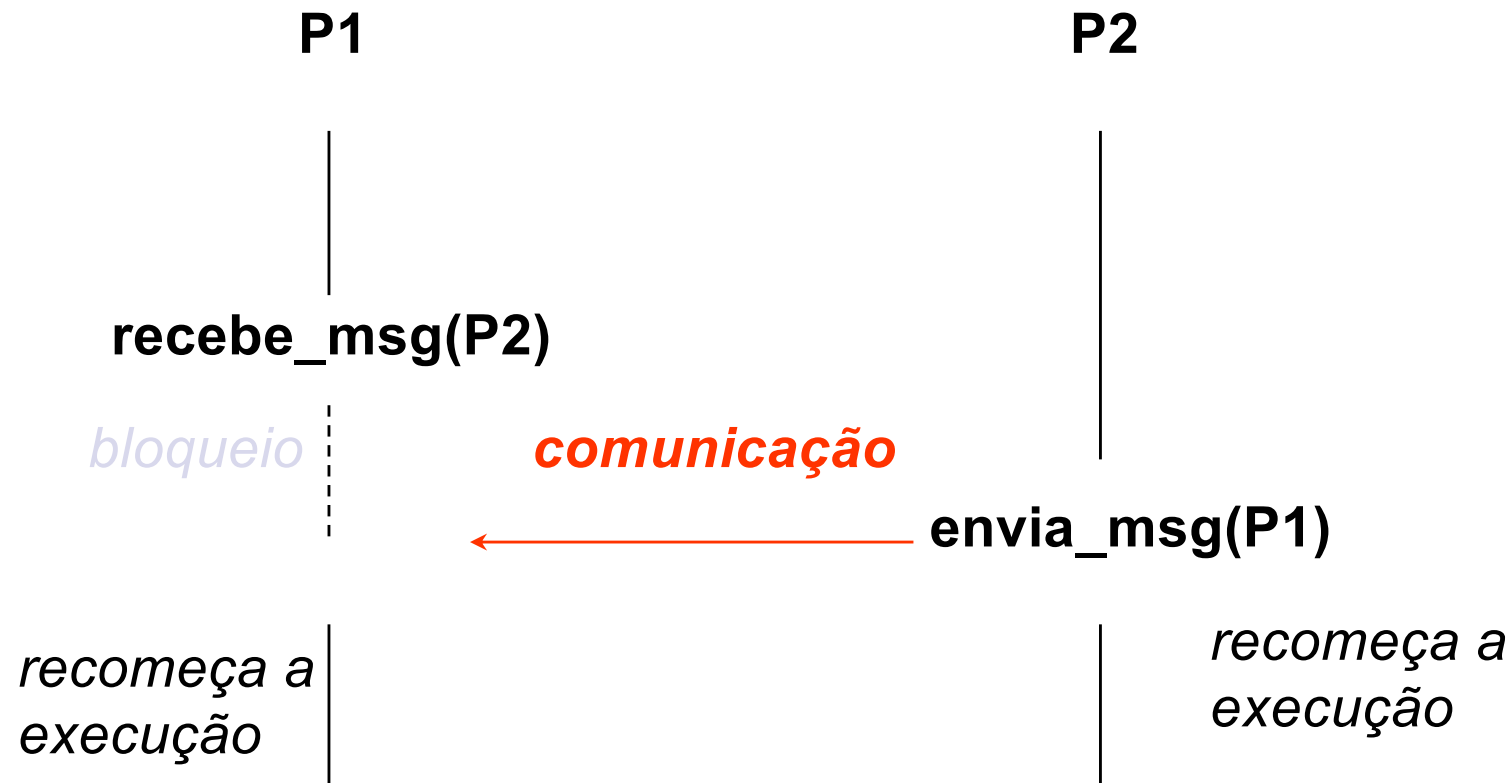 P1
P2
recebe_msg(P2)
bloqueio
comunicação
envia_msg(P1)
recomeça a
execução
recomeça a
execução